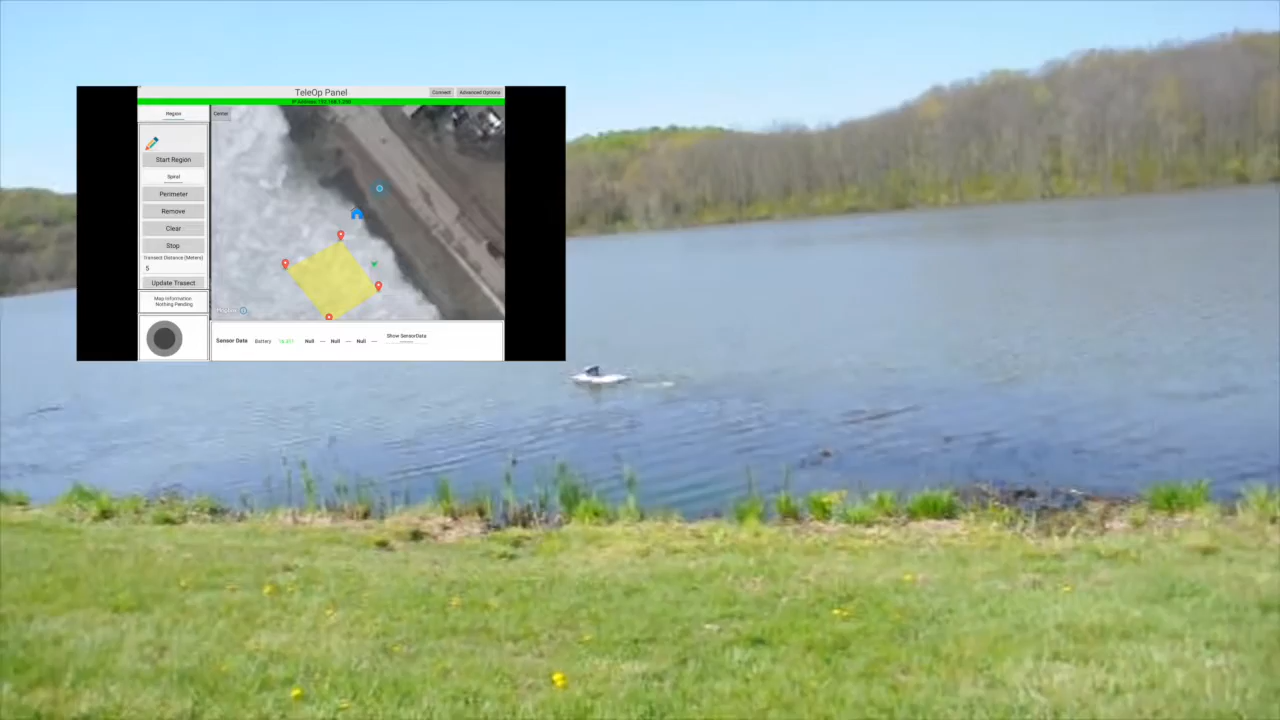 TeleOp Panel
Connect
Advanced Options
Region
Center
Start Region
Spiral
Perimeter
Remove
Clear
Stop
Transect Distance (Meters)
5
Update Trasect
Map Information
Nothing Pending
Sensor Data
Battery
Null
Null
Null
Show SensorData